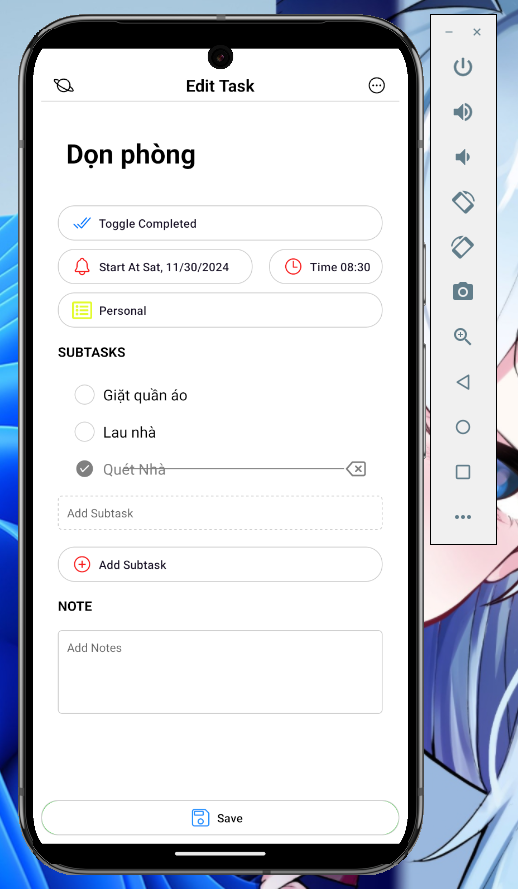 Edit Task
Dọn phòng
Toggle Completed
Start At Sat, 11/30/2024
Time 08:30
Personal
SUBTASKS
Giặt quần áo
Lau nhà
Quét Nhà
Add Subtask
Add Subtask
NOTE
Add Notes
Save